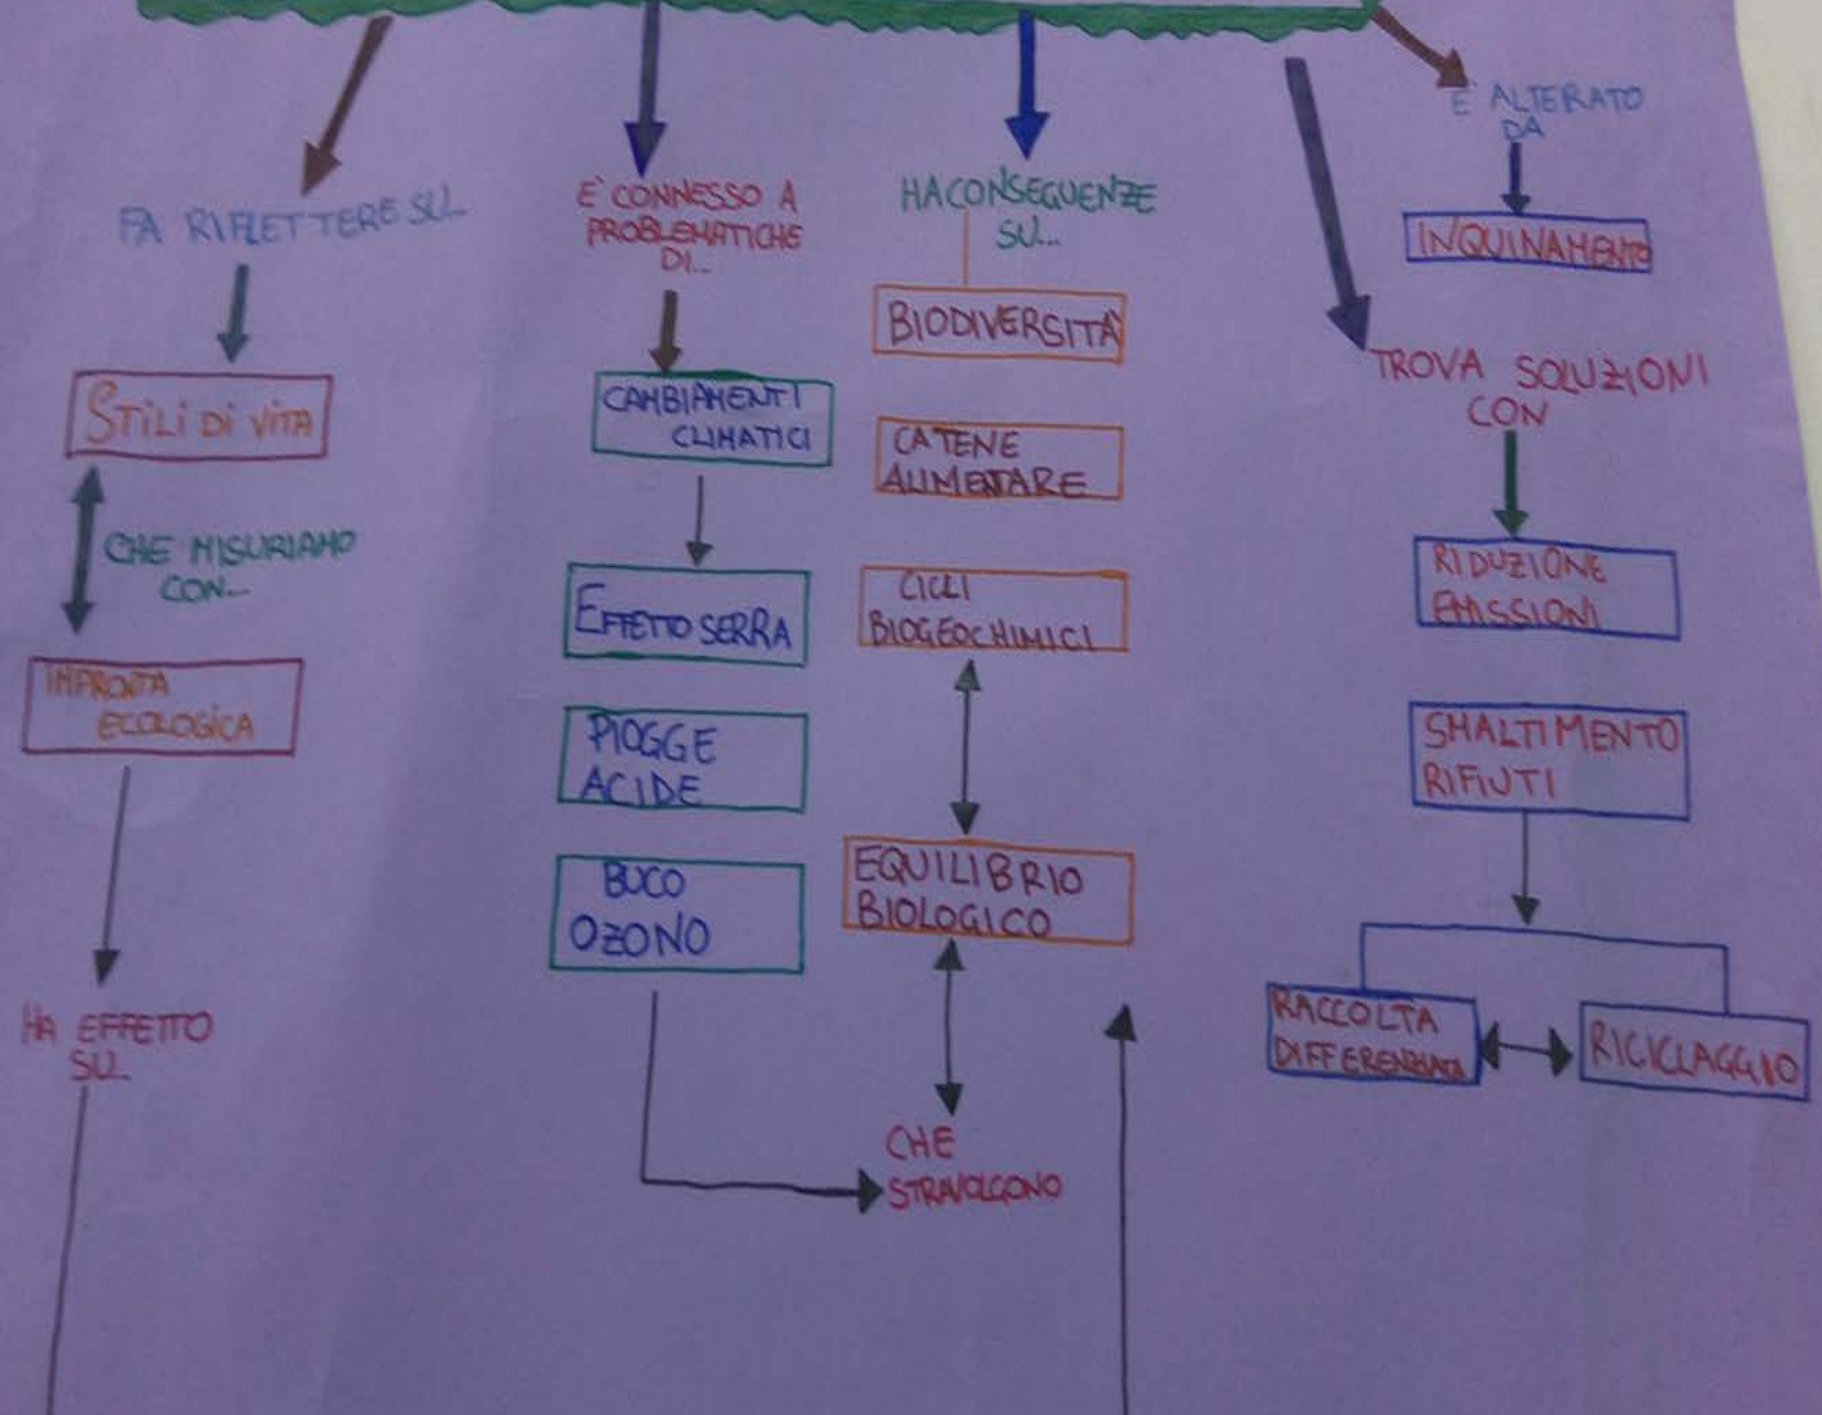 FA RIFLETTERE SUL
STILI DI VITA
CHE MISURIAMO
CON...
IMPRONTA
ECOLOGICA
HA EFFETTO
SUL
E' CONNESSO A
PROBLEMATICHE
DI...
CAMBIAMENTI
CLIMATICI
EFFETTO SERRA
PIOGGE
ACIDE
BUCO
OZONO
HA CONSEGUENZE
SU...
BIODIVERSITÀ
CATENE
ALIMENTARE
CICLI
BIOGEOCHIMICI
EQUILIBRIO
BIOLOGICO
CHE
STRAVOLGONO
E' ALTERATO
DA
INQUINAMENTO
TROVA SOLUZIONI
CON
RIDUZIONE
EMISSIONI
SMALTIMENTO
RIFIUTI
RACCOLTA
DIFFERENZIATA
RICICLAGGIO